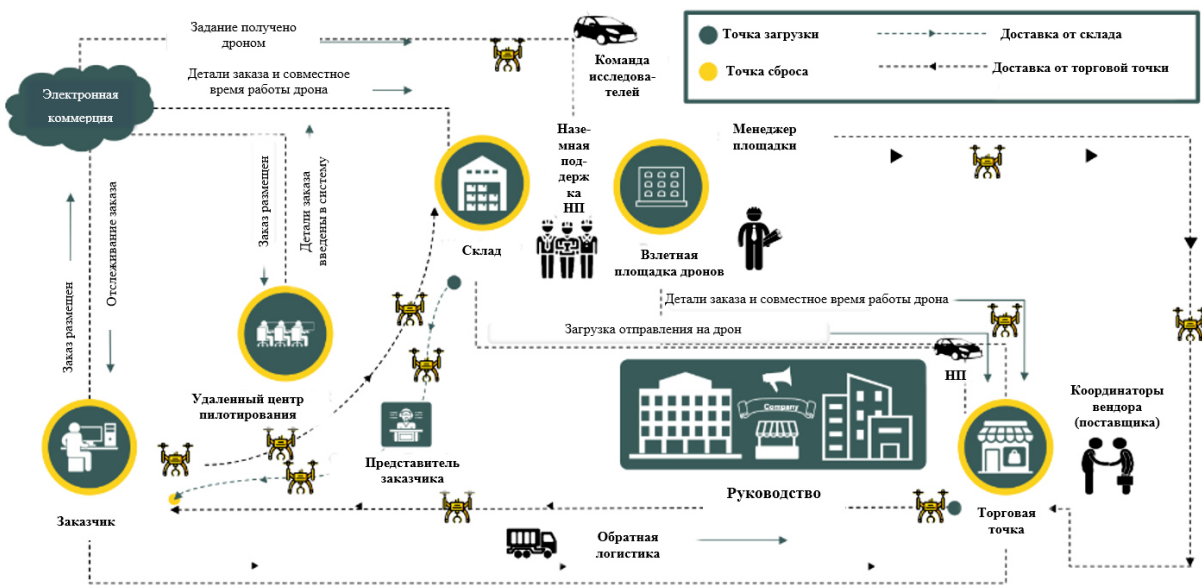 Задание получено
дроном
Детали заказа и совместное
время работы дрона
Электронная
коммерция
Команда
исследова-
телей
Точка загрузки
Доставка от склада
Точка сброса
Доставка от торговой точки
Назе-
мная
под-
держ
ка
НП
Менеджер
площадки
Заказ размещен
Отслеживание заказа
Заказ размещен
Детали заказа
введены в систему
Склад
Взлетная
площадка дронов
Детали заказа и совместное время работы дрона
Загрузка отправления на дрон
НП
Удаленный центр
пилотирования
Company
Координаторы
вендора
(поставщика)
Представитель
заказчика
Руководство
Заказчик
Торговая
точка
Обратная
логистика